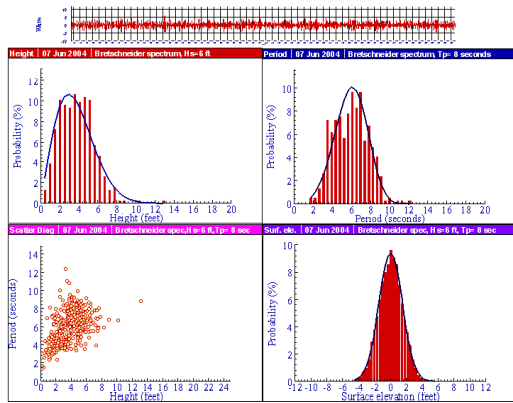 Waves
Height | 07 Jun 2004 | Bretschneider spectrum, Hs=6 ft
Period | 07 Jun 2004 | Bretschneider spectrum, Tp= 8 seconds
Probability (%)
12
10
8
6
4
2
0
0 2 4 6 8 10 12 14 16 18 20
Height (feet)
Probability (%)
10
8
6
4
2
0
0 2 4 6 8 10 12 14 16 18 20
Period (seconds)
Scatter Diag | 07 Jun 2004 | Bretschneider spec,Hs=6 ft,Tp= 8 sec
Surf. ele. | 07 Jun 2004 | Bretschneider spec, Hs=6 ft, Tp= 8 sec
Period (seconds)
14
12
10
8
6
4
2
0
0 2 4 6 8 10 12 14 16 18 20 22 24
Height (feet)
Probability (%)
10
8
6
4
2
0
-12 -10 -8 -6 -4 -2 0 2 4 6 8 10 12
Surface elevation (feet)